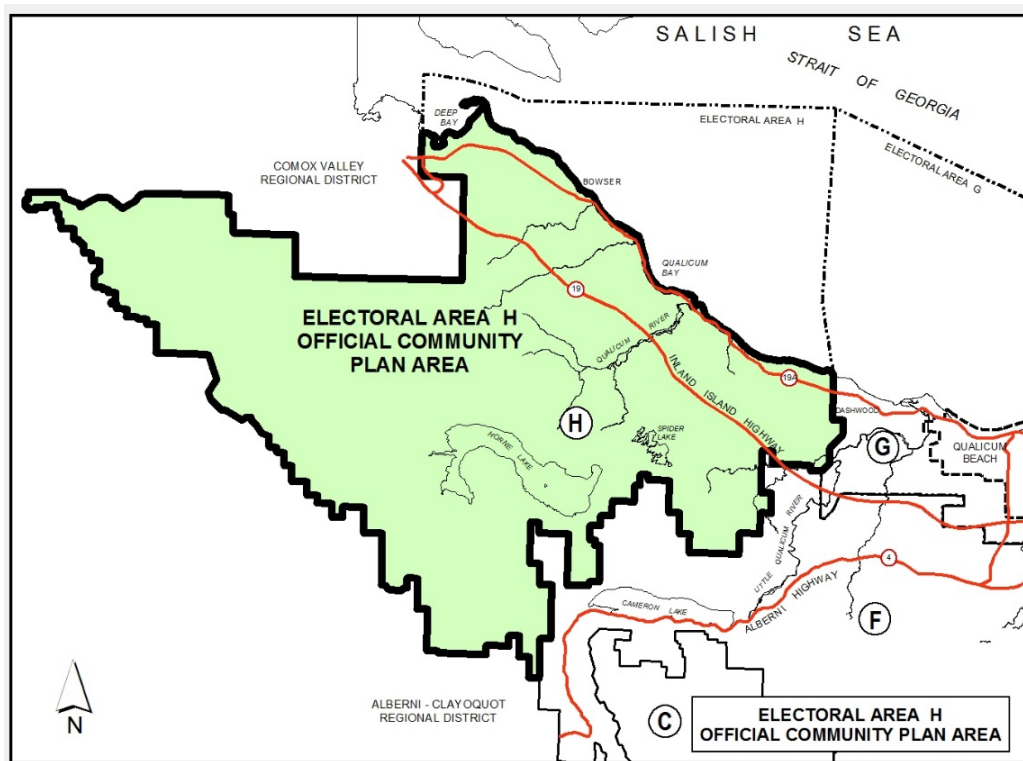 SALISH SEA
STRAIT OF GEORGIA
DEEP
BAY
ELECTORAL AREA H
ELECTORAL AREA G
COMOX VALLEY
REGIONAL DISTRICT
BOWSER
QUALICUM
BAY
19
ELECTORAL AREA H
OFFICIAL COMMUNITY
PLAN AREA
QUALICUM RIVER
INLAND ISLAND HIGHWAY
19A
DASHWOOD
H
SPIDER
LAKE
HORNE LAKE
G
QUALICUM
BEACH
LITTLE QUALICUM RIVER
4
ALBERNI HIGHWAY
CAMERON LAKE
F
N
ALBERNI - CLAYOQUOT
REGIONAL DISTRICT
C
ELECTORAL AREA H
OFFICIAL COMMUNITY PLAN AREA